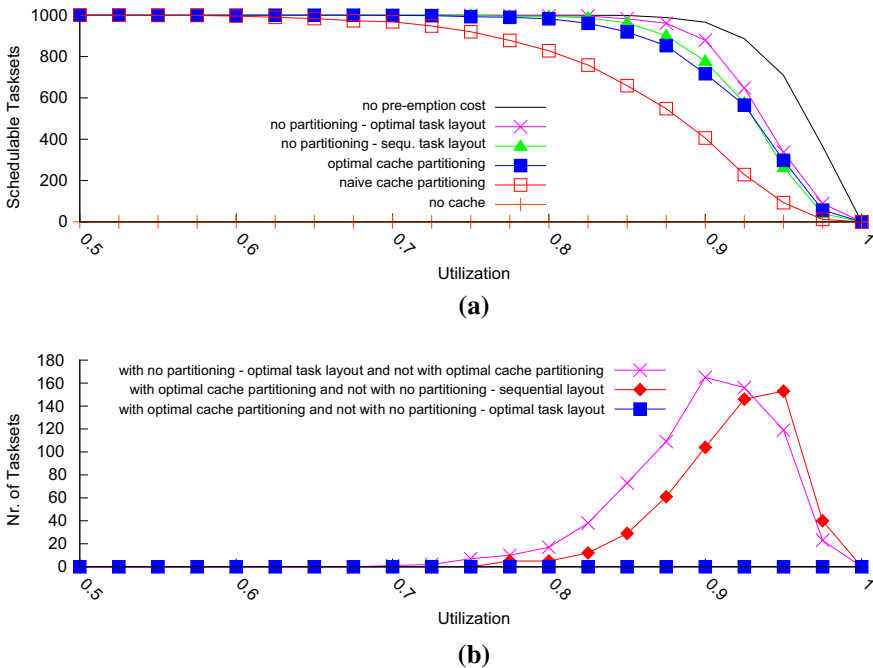 1000
800
600
400
200
0
Schedulable Tasksets
no pre-emption cost
no partitioning - optimal task layout
no partitioning - sequ. task layout
optimal cache partitioning
naive cache partitioning
no cache
0.5
0.6
0.7
0.8
0.9
1
Utilization
(a)
180
160
140
120
100
80
60
40
20
0
Nr. of Tasksets
with no partitioning - optimal task layout and not with optimal cache partitioning
with optimal cache partitioning and not with no partitioning - sequential layout
with optimal cache partitioning and not with no partitioning - optimal task layout
0.5
0.6
0.7
0.8
0.9
1
Utilization
(b)